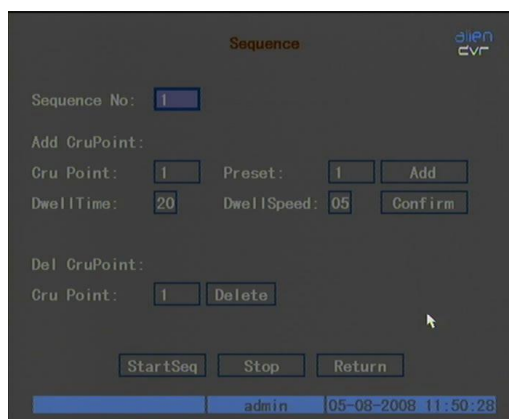 Sequence
alien
dvr
Sequence No: 1
Add CruPoint:
Cru Point: 1 Preset: 1 Add
DwellTime: 20 DwellSpeed: 05 Confirm
Del CruPoint:
Cru Point: 1 Delete
StartSeq Stop Return
admin 05-08-2008 11:50:28